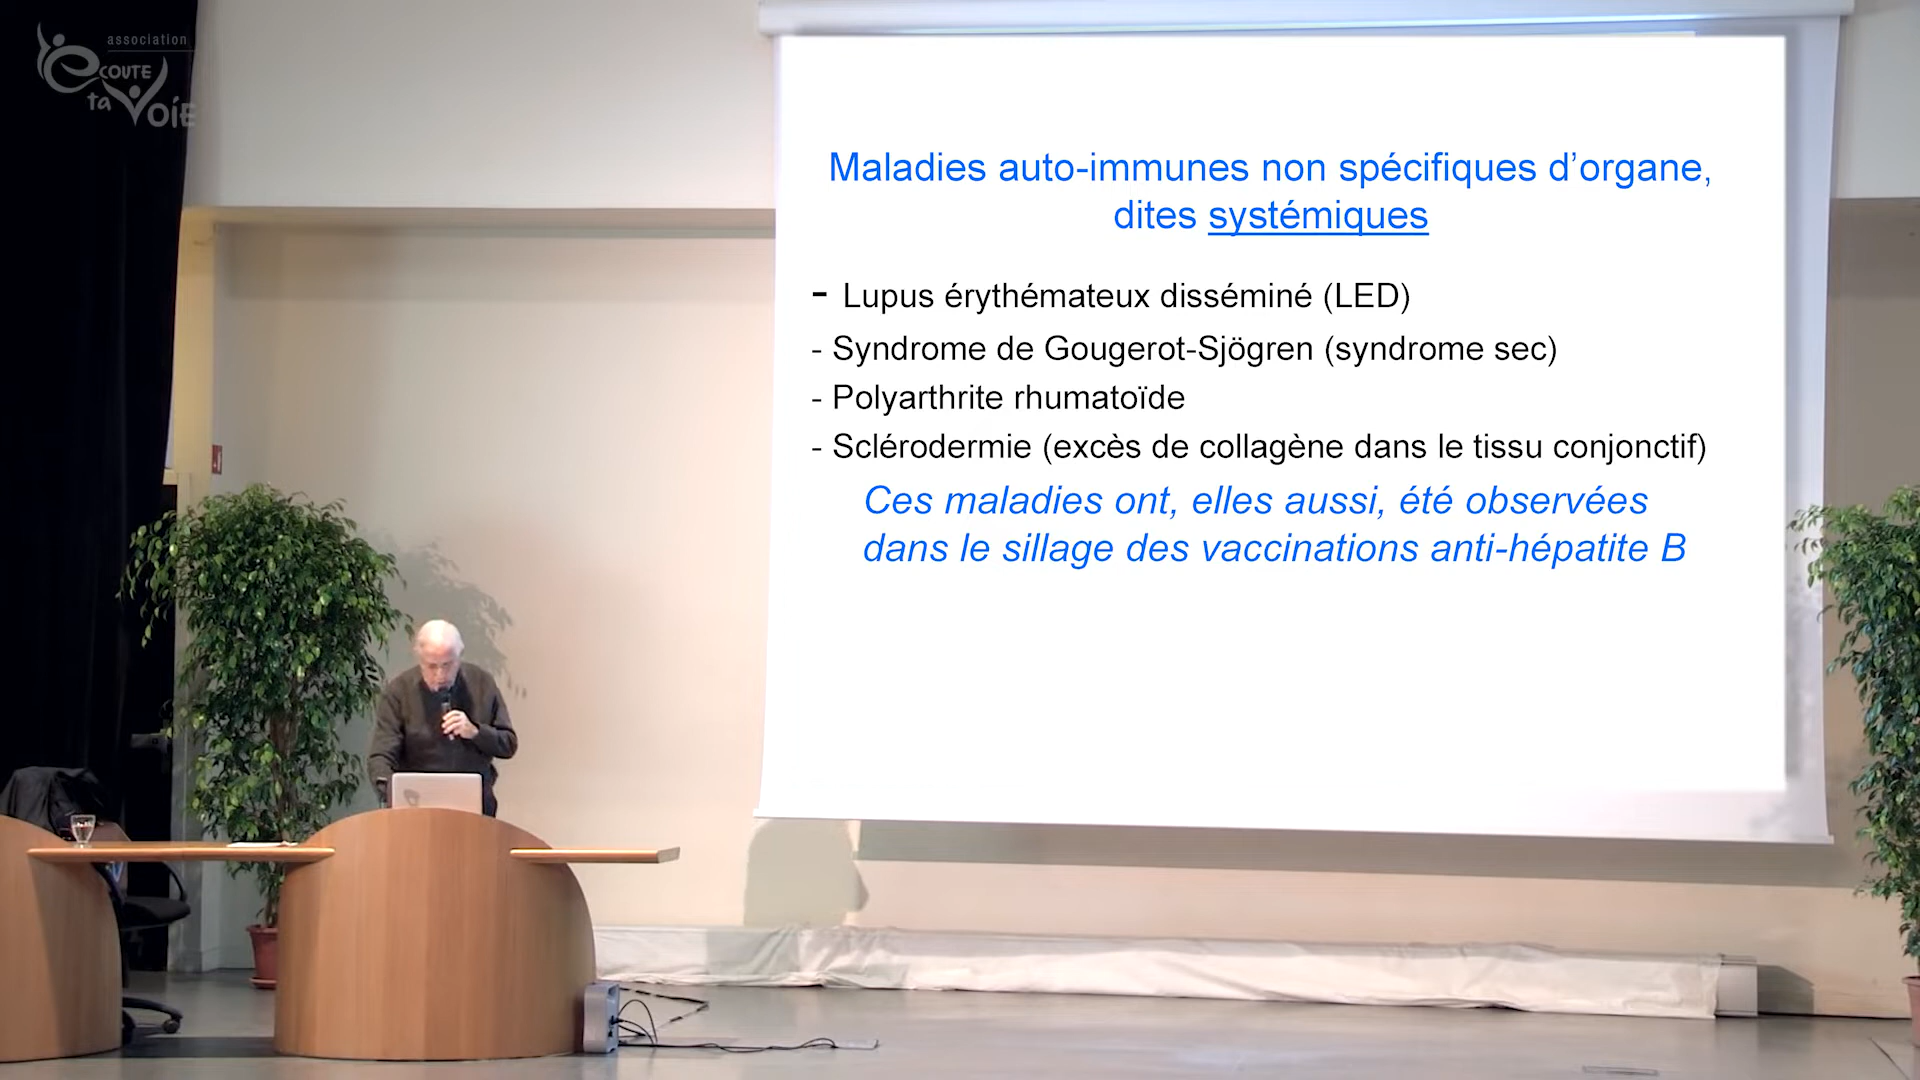 association
écoute
ta Voie
Maladies auto-immunes non spécifiques d’organe,
dites systémiques
- Lupus érythémateux disséminé (LED)
- Syndrome de Gougerot-Sjögren (syndrome sec)
- Polyarthrite rhumatoïde
- Sclérodermie (excès de collagène dans le tissu conjonctif)
Ces maladies ont, elles aussi, été observées
dans le sillage des vaccinations anti-hépatite B